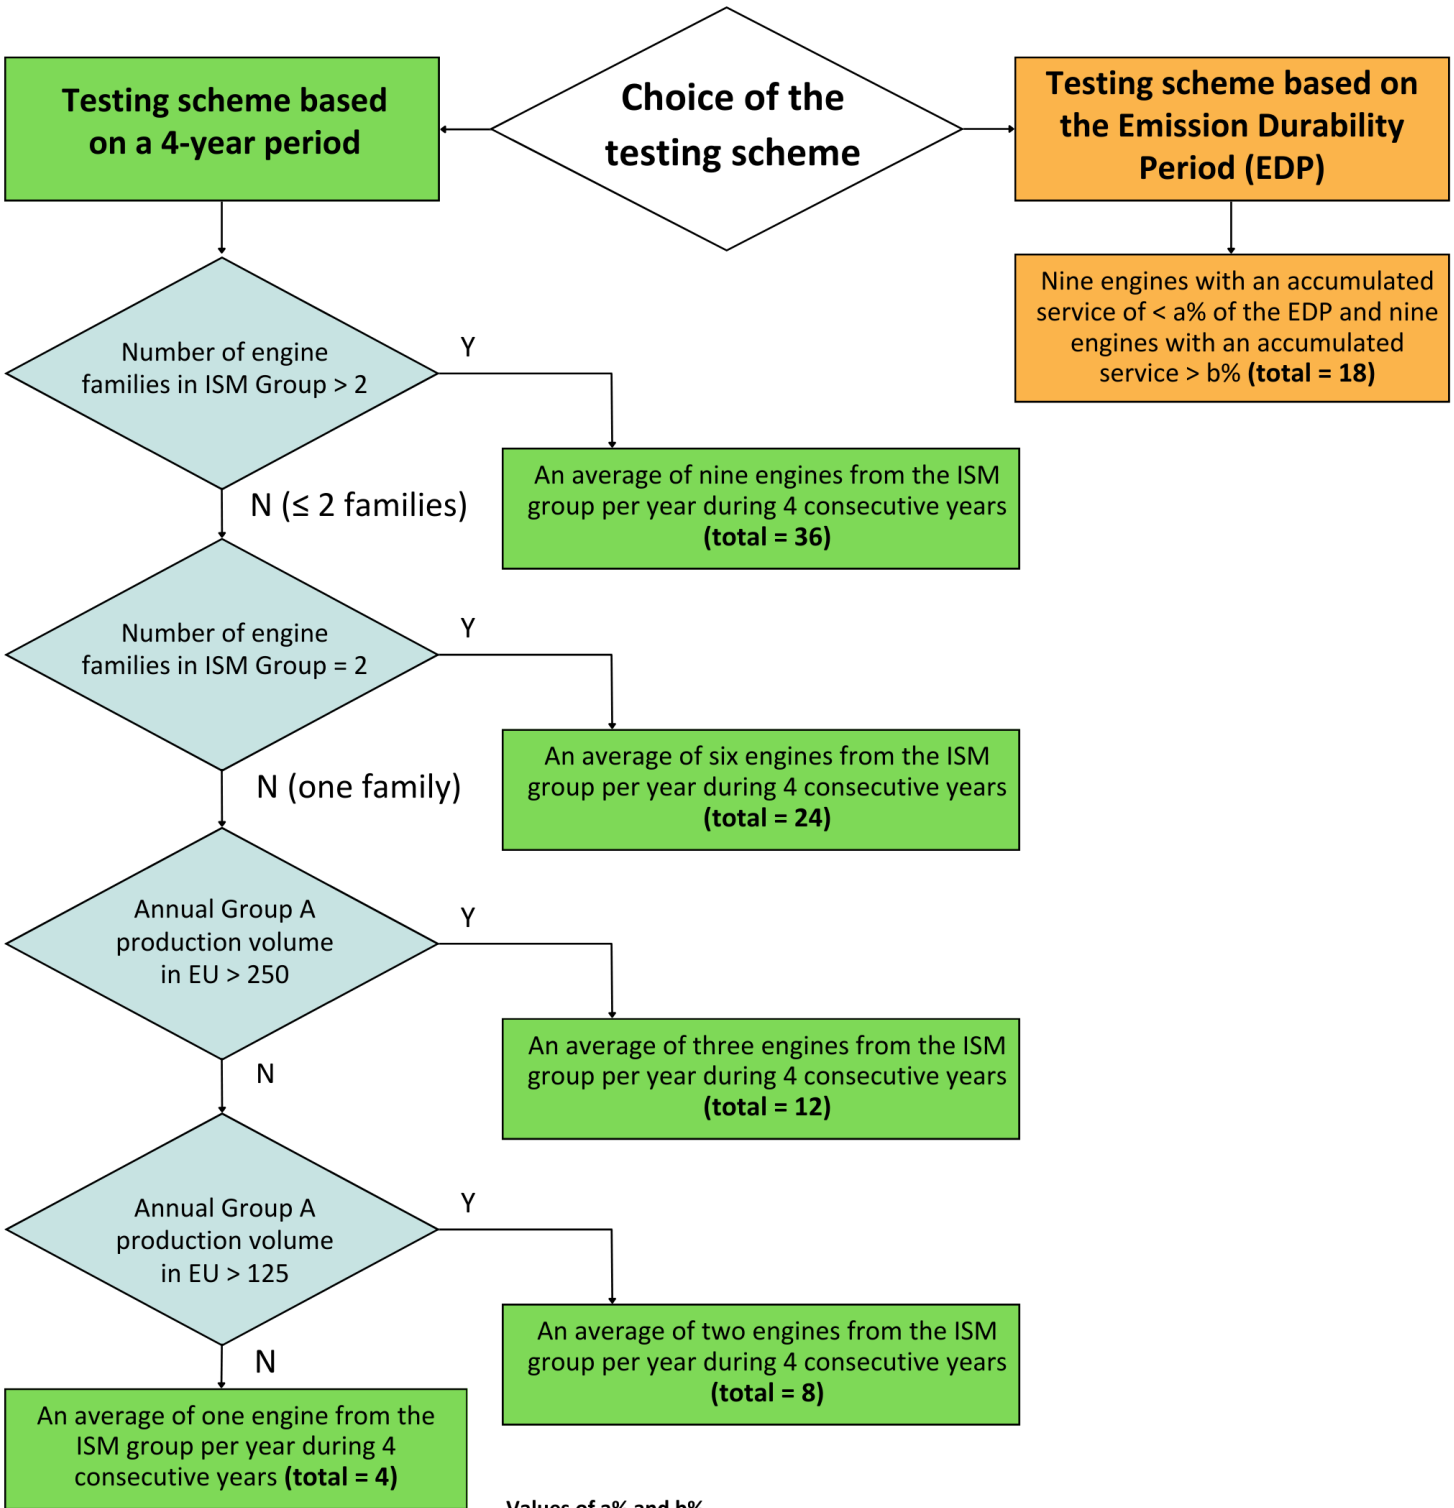 Testing scheme based
on a 4-year period
Choice of the
testing scheme
Testing scheme based on
the Emission Durability
Period (EDP)
Nine engines with an accumulated
service of < a% of the EDP and nine
engines with an accumulated
service > b% (total = 18)
Number of engine
families in ISM Group > 2
Y
An average of nine engines from the ISM
group per year during 4 consecutive years
(total = 36)
N (≤ 2 families)
Number of engine
families in ISM Group = 2
Y
An average of six engines from the ISM
group per year during 4 consecutive years
(total = 24)
N (one family)
Annual Group A
production volume
in EU > 250
Y
An average of three engines from the ISM
group per year during 4 consecutive years
(total = 12)
N
Annual Group A
production volume
in EU > 125
Y
An average of two engines from the ISM
group per year during 4 consecutive years
(total = 8)
N
An average of one engine from the
ISM group per year during 4
consecutive years (total = 4)
Values of a% and b%